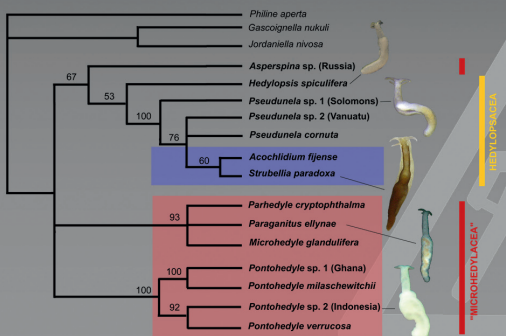 Philine aperta
Gascoignella nukuli
Jordaniella nivosa
67
Asperspina sp. (Russia)
53
Hedylopsis spiculifera
100
Pseudunela sp. 1 (Solomons)
76
Pseudunela sp. 2 (Vanuatu)
Pseudunela cornuta
60
Acochlidium fijense
Strubellia paradoxa
HEDYLOPSACEA
93
Parhedyle cryptophthalma
Paraganitus ellynae
Microhedyle glandulifera
100
100
Pontohedyle sp. 1 (Ghana)
Pontohedyle milaschewitchii
92
Pontohedyle sp. 2 (Indonesia)
Pontohedyle verrucosa
"MICROHEDYLACEA"